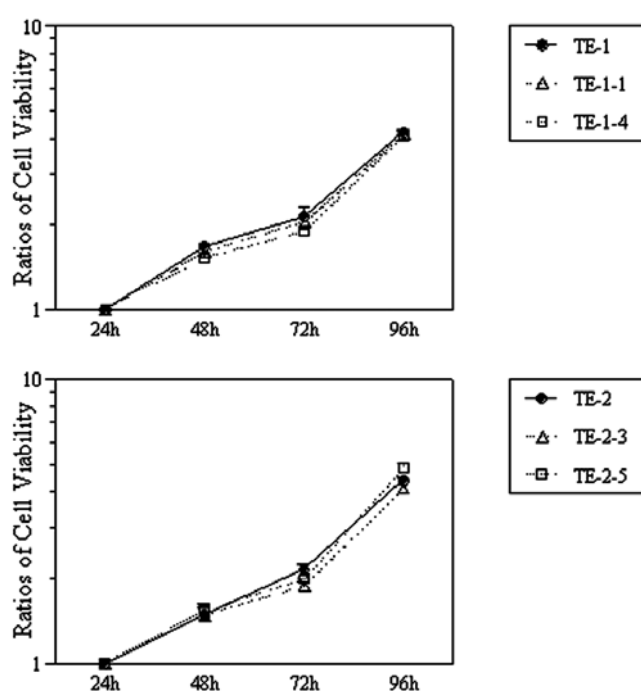 10
Ratios of Cell Viability
1
24h 48h 72h 96h
TE-1
TE-1-1
TE-1-4
10
Ratios of Cell Viability
1
24h 48h 72h 96h
TE-2
TE-2-3
TE-2-5